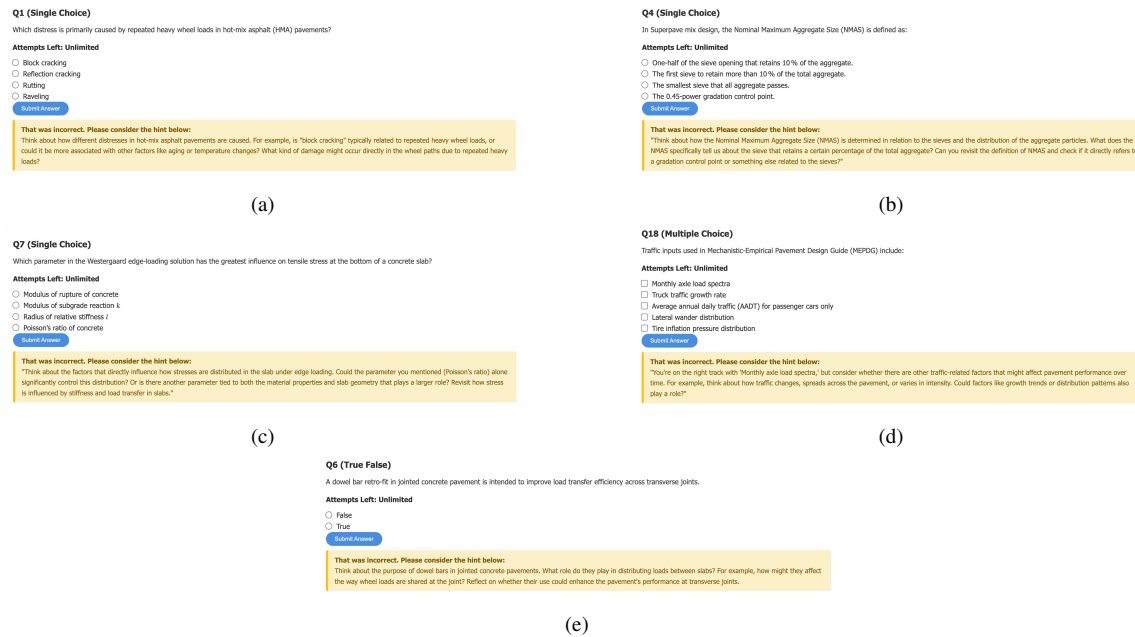 Q1 (Single Choice)
Which distress is primarily caused by repeated heavy wheel loads in hot-mix asphalt (HMA) pavements?
Attempts Left: Unlimited
Block cracking
Reflection cracking
Rutting
Raveling
Submit Answer
That was incorrect. Please consider the hint below:
Think about how different distresses in hot-mix asphalt pavements are caused. For example, is "block cracking" typically related to repeated heavy wheel loads, or
could it be more associated with other factors like aging or temperature changes? What kind of damage might occur directly in the wheel paths due to repeated heavy
loads?
(a)
Q4 (Single Choice)
In Superpave mix design, the Nominal Maximum Aggregate Size (NMAS) is defined as:
Attempts Left: Unlimited
One-half of the sieve opening that retains 10 % of the aggregate.
The first sieve to retain more than 10 % of the total aggregate.
The smallest sieve that all aggregate passes.
The 0.45-power gradation control point.
Submit Answer
That was incorrect. Please consider the hint below:
"Think about how the Nominal Maximum Aggregate Size (NMAS) is determined in relation to the sieves and the distribution of the aggregate particles. What does the
NMAS specifically tell us about the sieve that retains a certain percentage of the total aggregate? Can you revisit the definition of NMAS and check if it directly refers t
a gradation control point or something else related to the sieves?"
(b)
Q7 (Single Choice)
Which parameter in the Westergaard edge-loading solution has the greatest influence on tensile stress at the bottom of a concrete slab?
Attempts Left: Unlimited
Modulus of rupture of concrete
Modulus of subgrade reaction k
Radius of relative stiffness l
Poisson's ratio of concrete
Submit Answer
That was incorrect. Please consider the hint below:
"Think about the factors that directly influence how stresses are distributed in the slab under edge loading. Could the parameter you mentioned (Poisson's ratio) alone
significantly control this distribution? Or is there another parameter tied to both the material properties and slab geometry that plays a larger role? Revisit how stress
is influenced by stiffness and load transfer in slabs."
(c)
Q18 (Multiple Choice)
Traffic inputs used in Mechanistic-Empirical Pavement Design Guide (MEPDG) include:
Attempts Left: Unlimited
Monthly axle load spectra
Truck traffic growth rate
Average annual daily traffic (AADT) for passenger cars only
Lateral wander distribution
Tire inflation pressure distribution
Submit Answer
That was incorrect. Please consider the hint below:
"You're on the right track with 'Monthly axle load spectra,' but consider whether there are other traffic-related factors that might affect pavement performance over
time. For example, think about how traffic changes, spreads across the pavement, or varies in intensity. Could factors like growth trends or distribution patterns also
play a role?"
(d)
Q6 (True False)
A dowel bar retro-fit in jointed concrete pavement is intended to improve load transfer efficiency across transverse joints.
Attempts Left: Unlimited
False
True
Submit Answer
That was incorrect. Please consider the hint below:
Think about the purpose of dowel bars in jointed concrete pavements. What role do they play in distributing loads between slabs? For example, how might they affect
the way wheel loads are shared at the joint? Reflect on whether their use could enhance the pavement's performance at transverse joints.
(e)